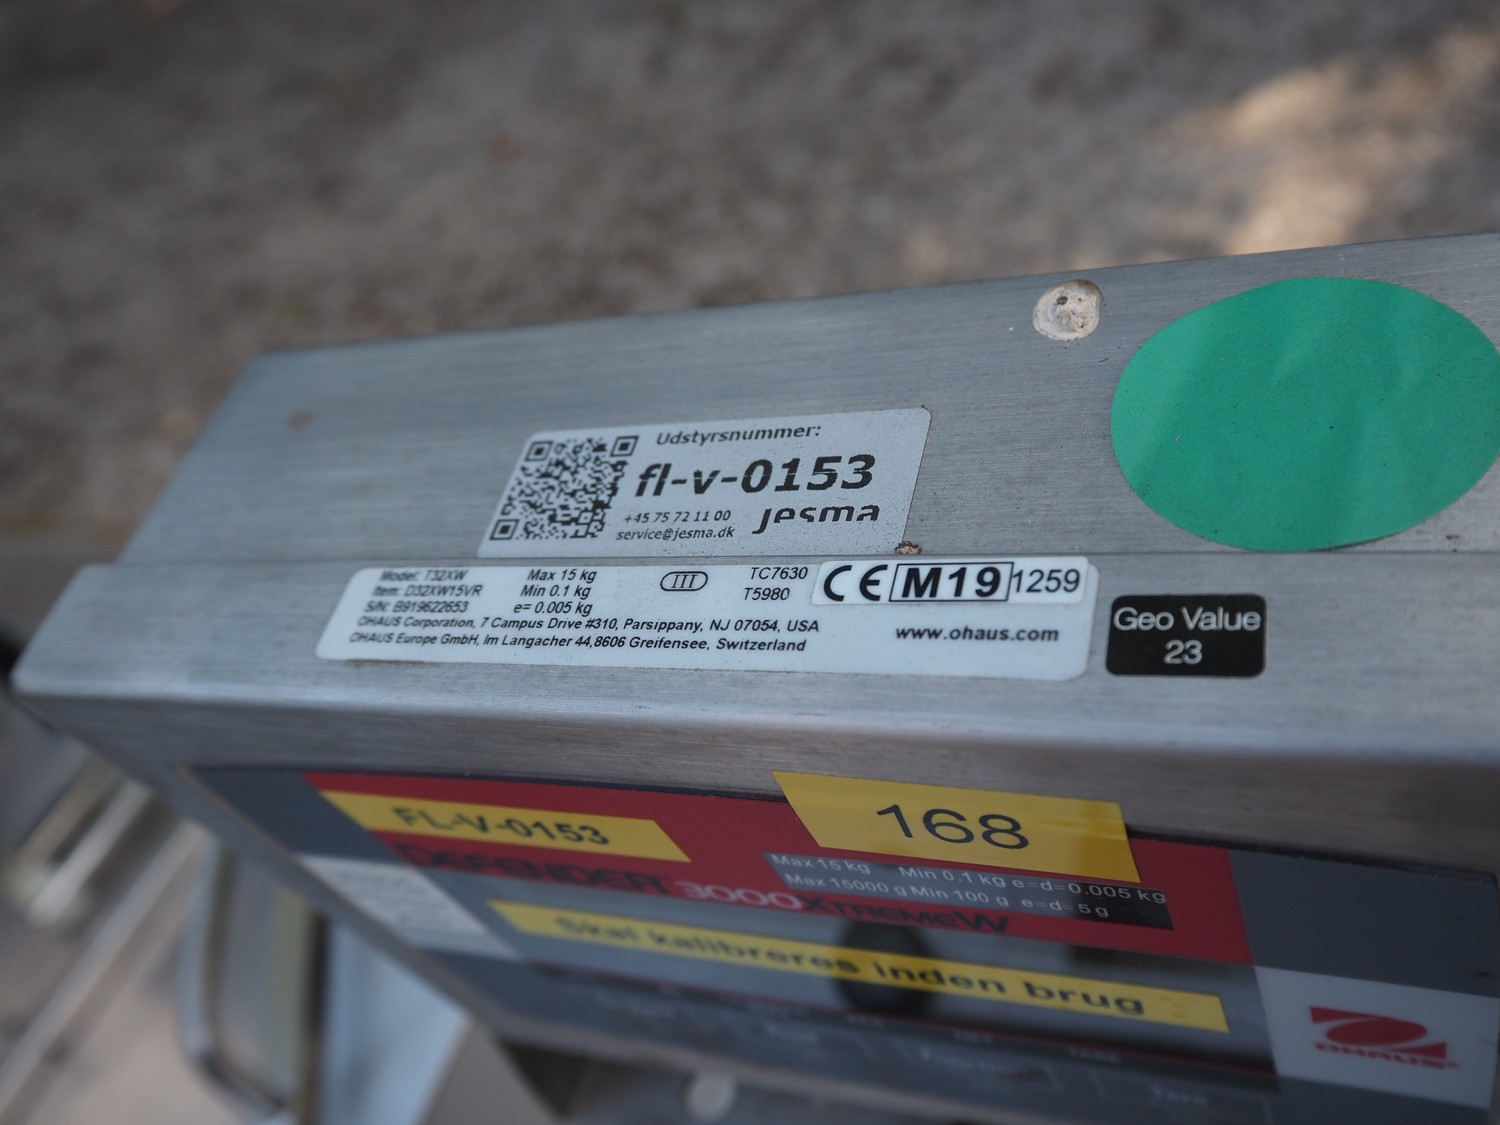 Udstyrsnummer:
fl-v-0153
+45 75 72 11 00
service@jesma.dk
jesma
Model: T32XW
Item: D32XW15VR
S/N: B919622653
Max 15 kg
Min 0.1 kg
e= 0.005 kg
III
TC7630
T5980
CE M19 1259
OHAUS Corporation, 7 Campus Drive #310, Parsippany, NJ 07054, USA
OHAUS Europe GmbH, Im Langacher 44,8606 Greifensee, Switzerland
www.ohaus.com
Geo Value
23
FL-V-0153
168
DEFENDER 3000XTREMEW
Max 15 kg Min 0.1 kg e=d=0.005 kg
Max 15000 g Min 100 g e=d=5 g
Skal kalibreres inden brug
OHAUS